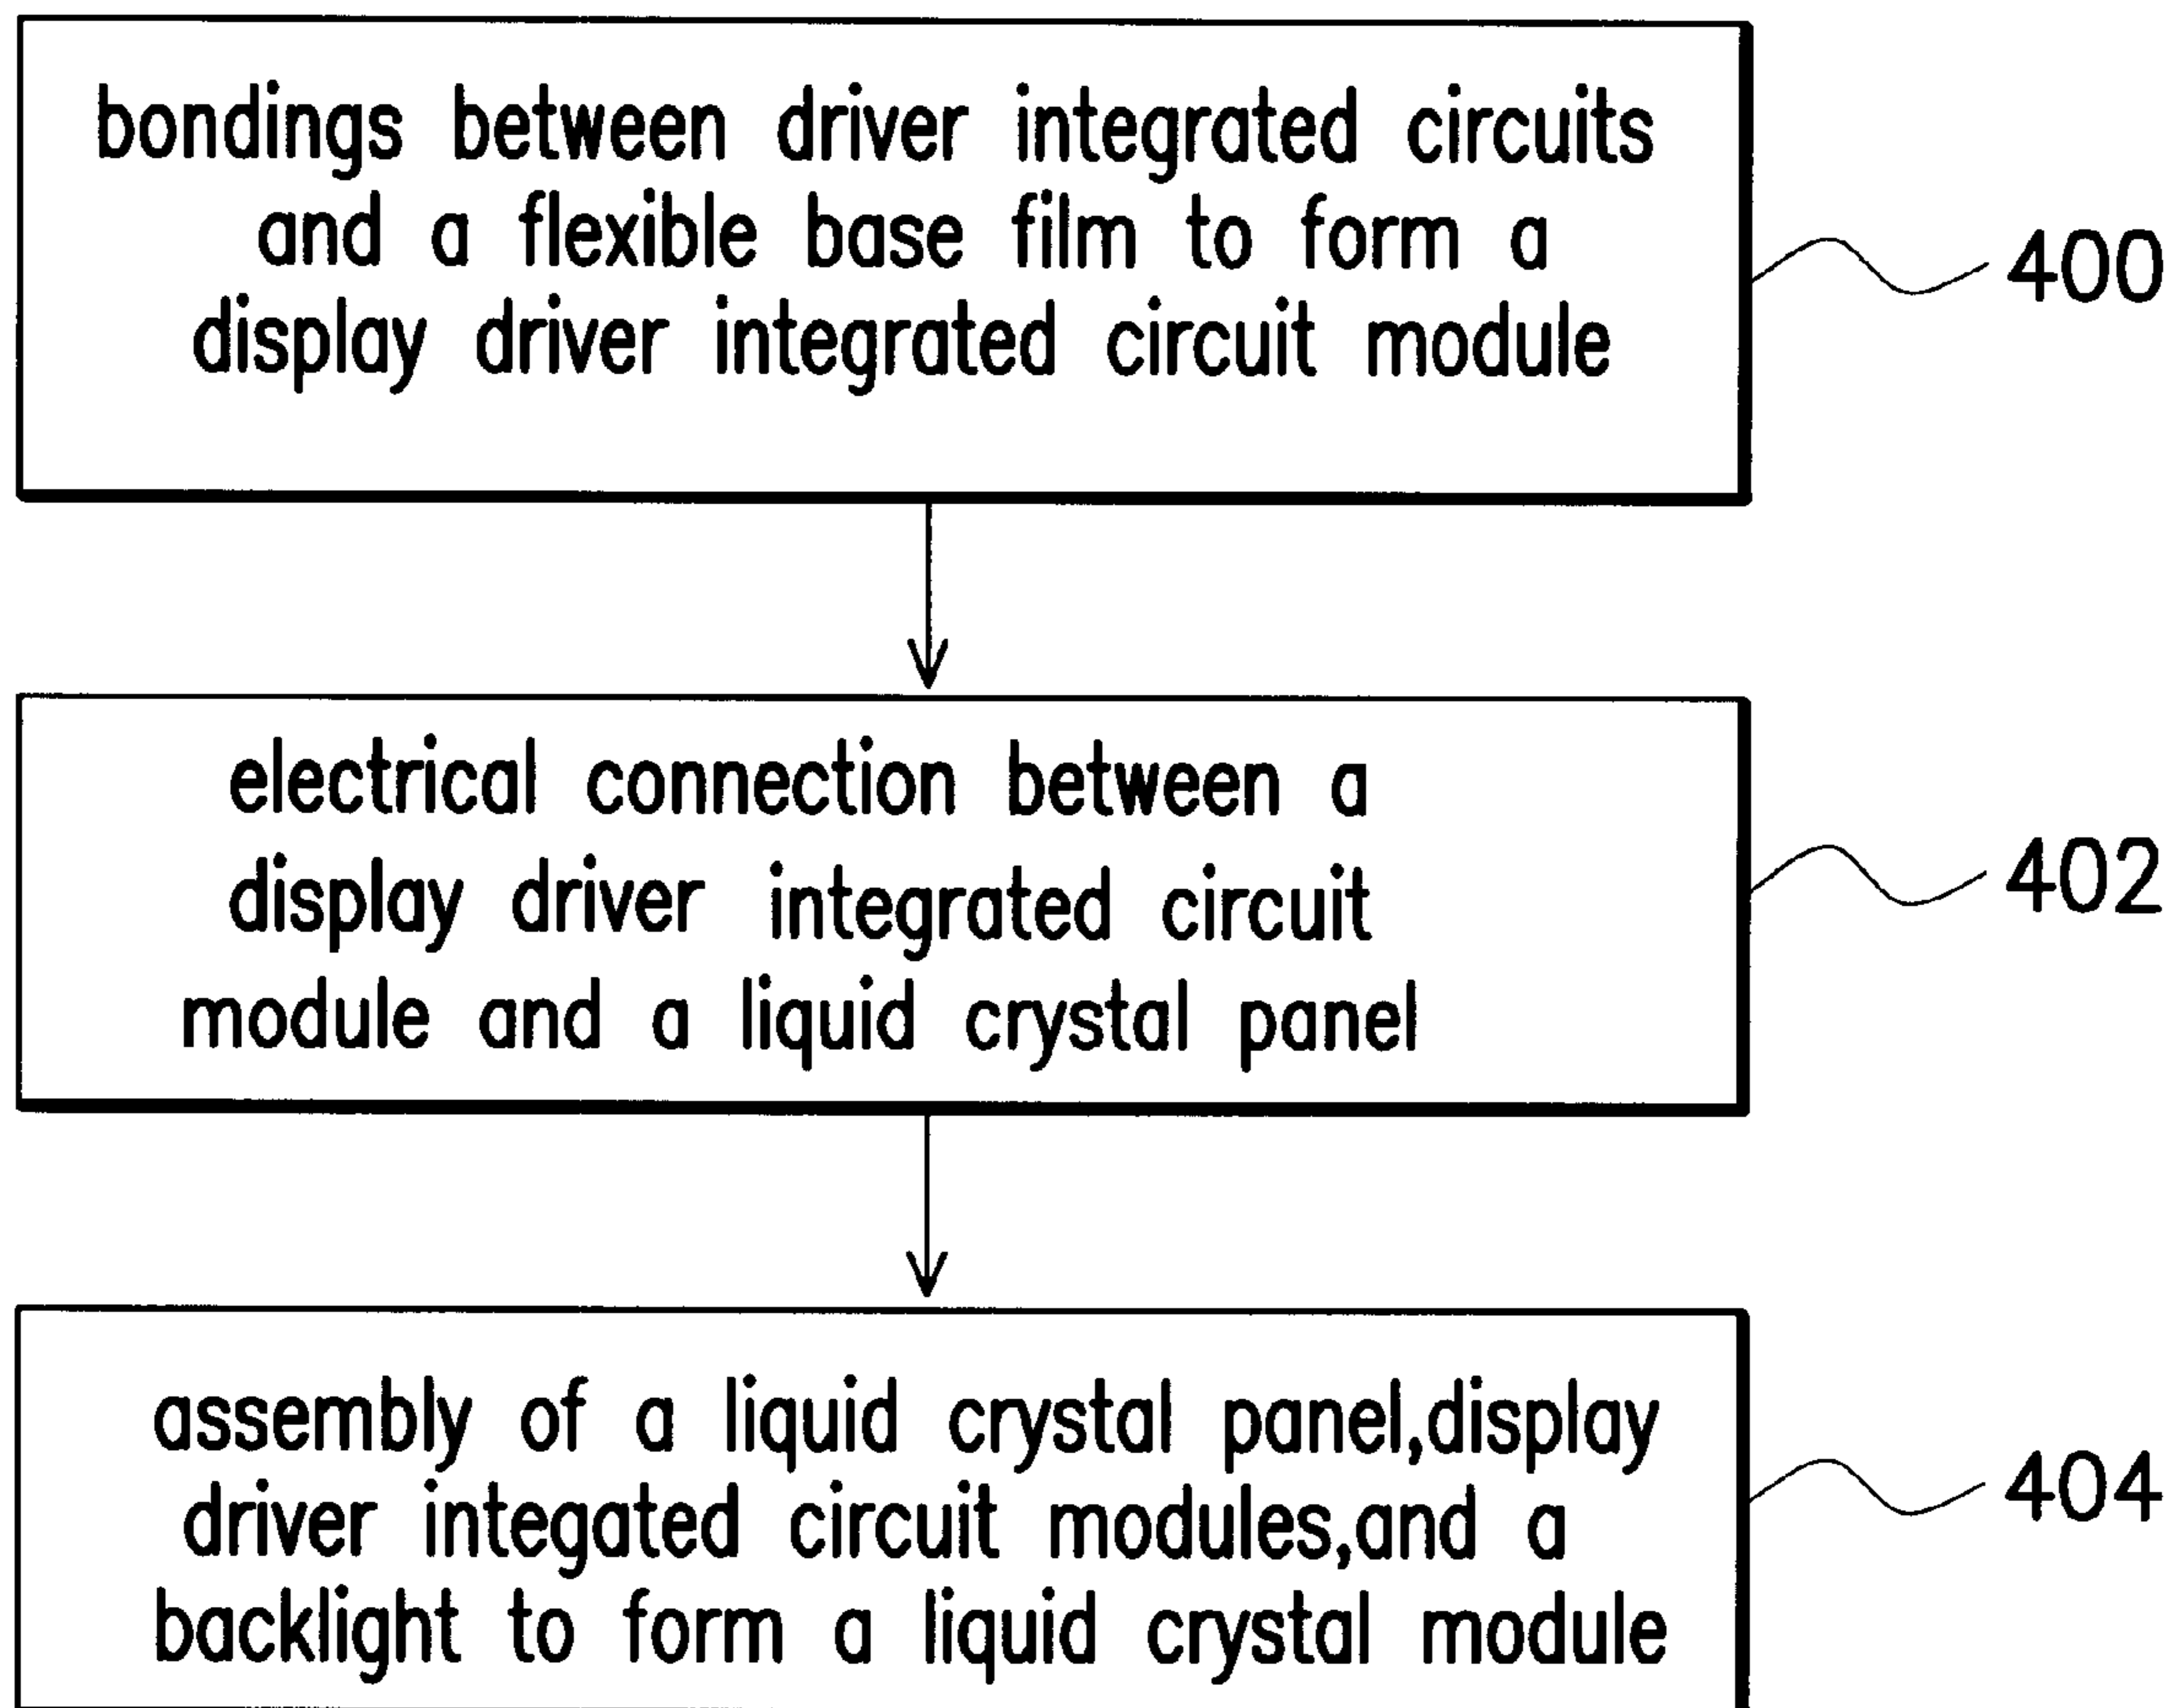 bondings between driver integrated circuits
and a flexible base film to form a
display driver integrated circuit module
400
electrical connection between a
display driver integrated circuit
module and a liquid crystal panel
402
assembly of a liquid crystal panel,display
driver integated circuit modules,and a
backlight to form a liquid crystal module
404